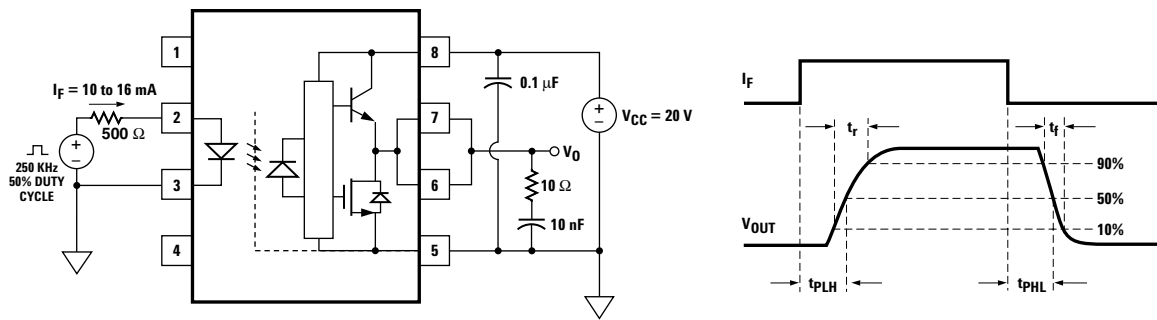 1
2
3
4
8
7
6
5
I_F = 10 to 16 mA
500 Ω
+
–
250 KHz
50% DUTY
CYCLE
0.1 μF
+
–
V_CC = 20 V
V_O
10 Ω
10 nF
I_F
t_r
t_f
90%
50%
10%
V_OUT
t_PLH
t_PHL